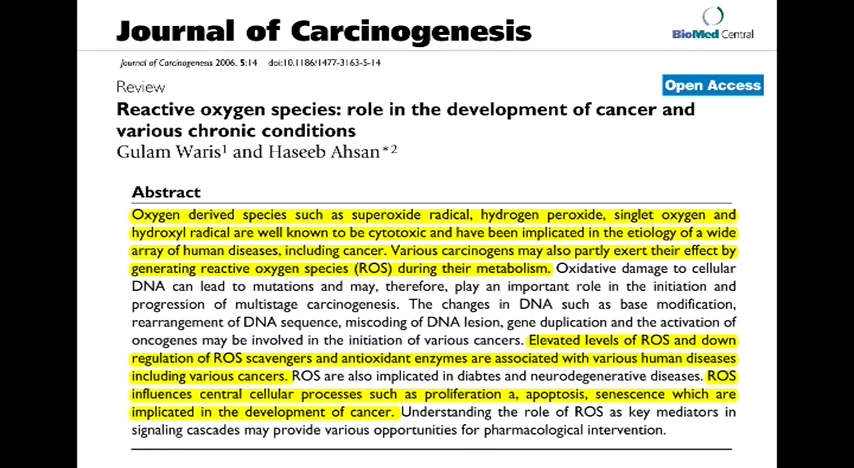 Journal of Carcinogenesis
BioMed Central
Journal of Carcinogenesis 2006, 5:14 doi:10.1186/1477-3163-5-14
Review
Open Access
Reactive oxygen species: role in the development of cancer and
various chronic conditions
Gulam Waris1 and Haseeb Ahsan*2
Abstract
Oxygen derived species such as superoxide radical, hydrogen peroxide, singlet oxygen and
hydroxyl radical are well known to be cytotoxic and have been implicated in the etiology of a wide
array of human diseases, including cancer. Various carcinogens may also partly exert their effect by
generating reactive oxygen species (ROS) during their metabolism. Oxidative damage to cellular
DNA can lead to mutations and may, therefore, play an important role in the initiation and
progression of multistage carcinogenesis. The changes in DNA such as base modification,
rearrangement of DNA sequence, miscoding of DNA lesion, gene duplication and the activation of
oncogenes may be involved in the initiation of various cancers. Elevated levels of ROS and down
regulation of ROS scavengers and antioxidant enzymes are associated with various human diseases
including various cancers. ROS are also implicated in diabtes and neurodegenerative diseases. ROS
influences central cellular processes such as proliferation a, apoptosis, senescence which are
implicated in the development of cancer. Understanding the role of ROS as key mediators in
signaling cascades may provide various opportunities for pharmacological intervention.